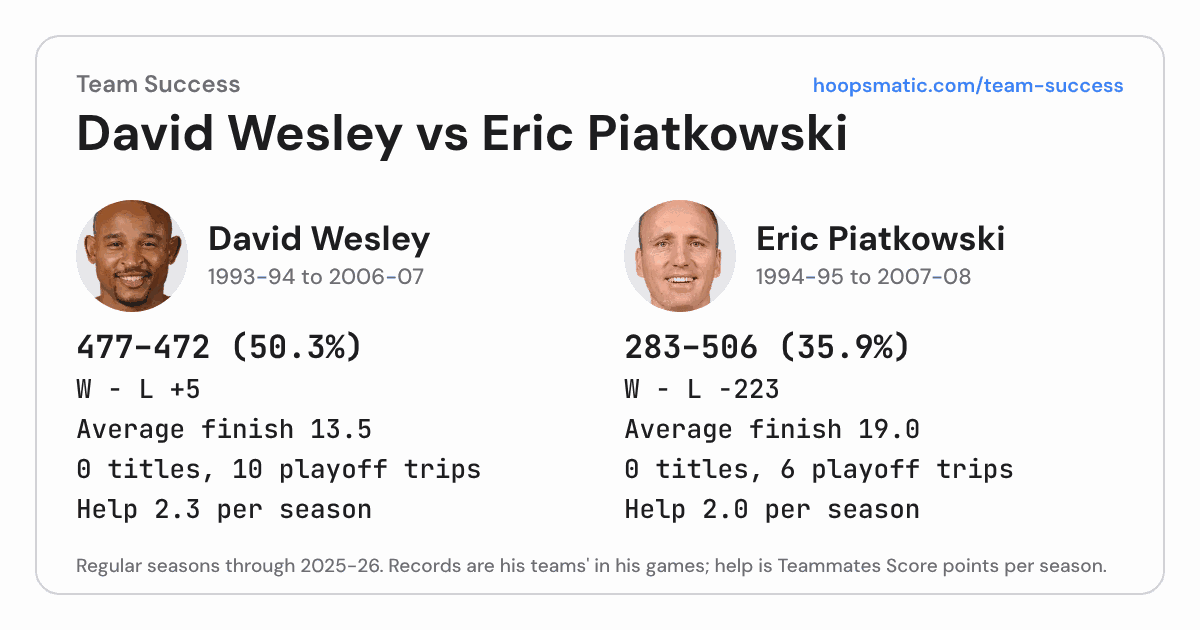 Team Success
hoopsmatic.com/team-success
David Wesley vs Eric Piatkowski
David Wesley
1993-94 to 2006-07
477-472 (50.3%)
W - L +5
Average finish 13.5
0 titles, 10 playoff trips
Help 2.3 per season
Eric Piatkowski
1994-95 to 2007-08
283-506 (35.9%)
W - L -223
Average finish 19.0
0 titles, 6 playoff trips
Help 2.0 per season
Regular seasons through 2025-26. Records are his teams' in his games; help is Teammates Score points per season.